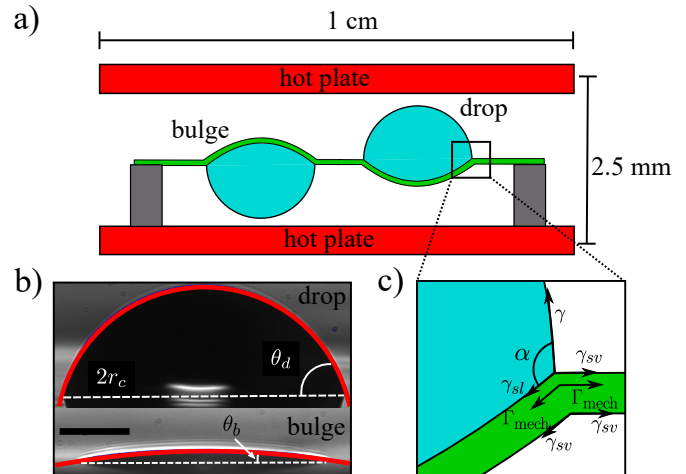 a)
1 cm
hot plate
drop
bulge
2.5 mm
hot plate
b)
drop
θ_d
2r_c
θ_b
bulge
c)
γ
α
γ_sv
γ_sl
Γ_mech
Γ_mech
γ_sv
γ_sv